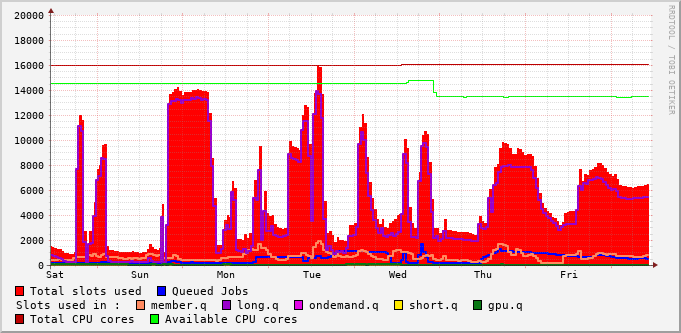 20000
18000
16000
14000
12000
10000
8000
6000
4000
2000
0
Sat Sun Mon Tue Wed Thu Fri
RRDTOOL / TOBI OETIKER
Total slots used Queued Jobs
Slots used in : member.q long.q ondemand.q short.q gpu.q
Total CPU cores Available CPU cores